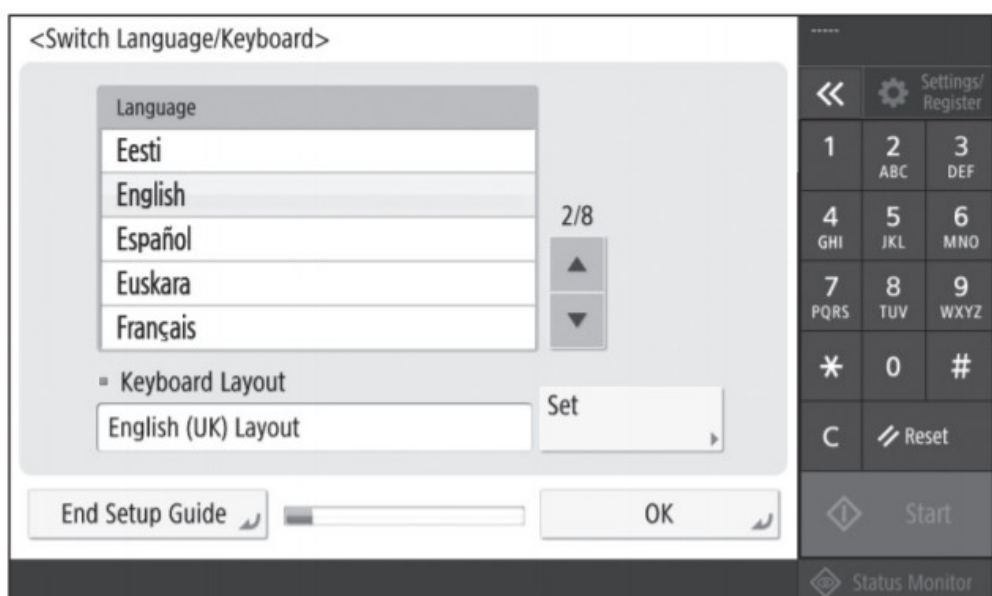 <Switch Language/Keyboard>
Language
Eesti
English
Español
Euskara
Français
2/8
▲
▼
Keyboard Layout
English (UK) Layout
Set
End Setup Guide
OK
-----
Settings/
Register
1
2
3
ABC
DEF
4
5
6
GHI
JKL
MNO
7
8
9
PQRS
TUV
WXYZ
*
0
#
C
Reset
Start
Status Monitor